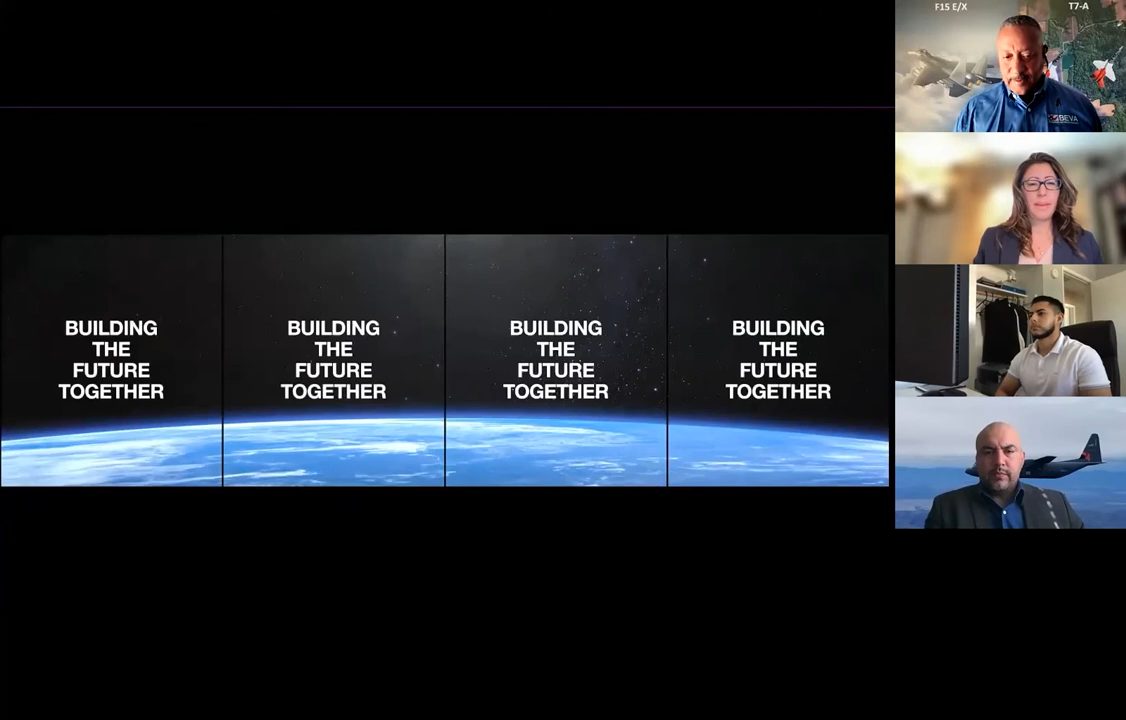 F15 E/X
T7-A
BEVA
BUILDING
THE
FUTURE
TOGETHER
BUILDING
THE
FUTURE
TOGETHER
BUILDING
THE
FUTURE
TOGETHER
BUILDING
THE
FUTURE
TOGETHER